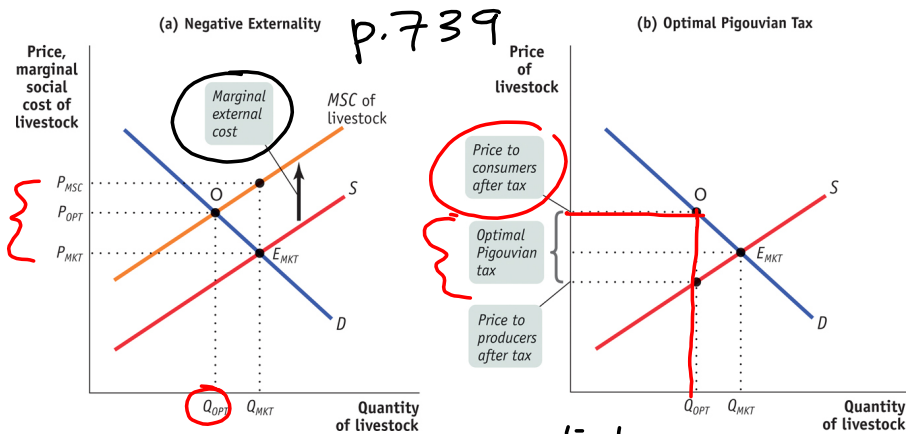 (a) Negative Externality
p.739
(b) Optimal Pigouvian Tax
Price,
marginal
social
cost of
livestock
Marginal
external
cost
MSC of
livestock
S
P_MSC
P_OPT
P_MKT
O
E_MKT
D
Q_OPT
Q_MKT
Quantity
of livestock
Price
of
livestock
Price to
consumers
after tax
Optimal
Pigouvian
tax
Price to
producers
after tax
O
S
E_MKT
D
Q_OPT
Q_MKT
Quantity
of livestock